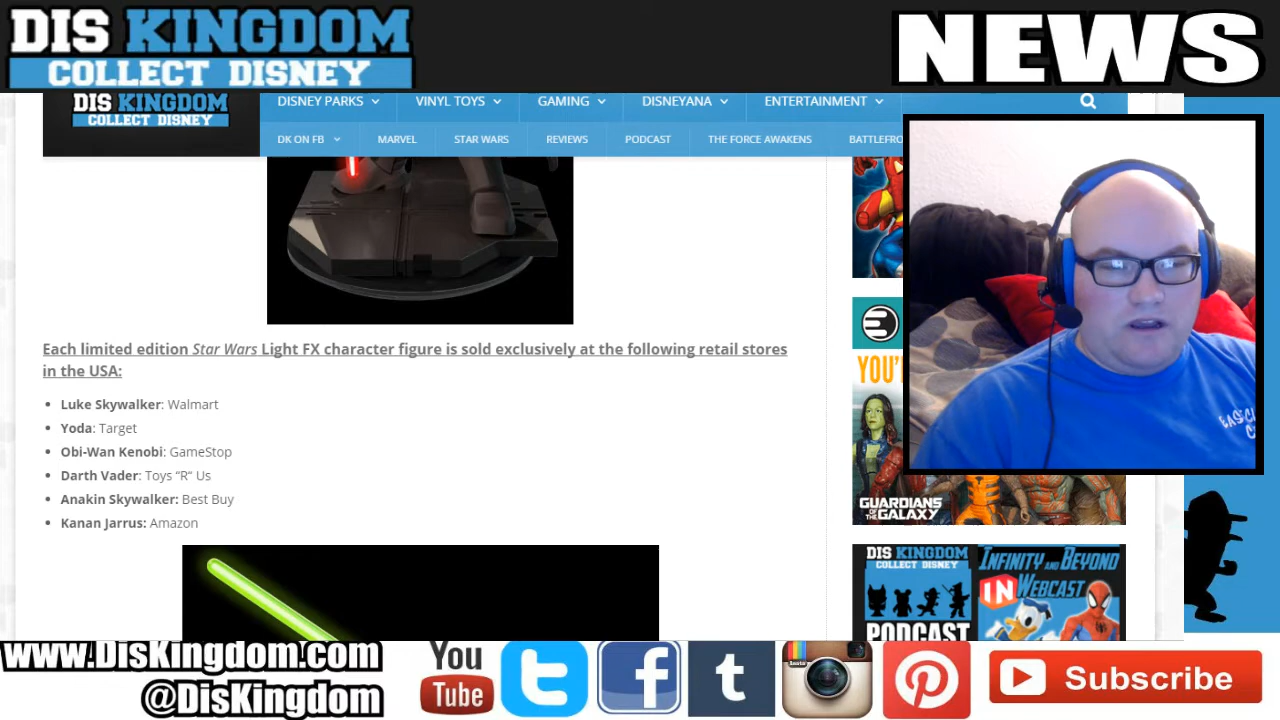 DIS KINGDOM
COLLECT DISNEY
NEWS
DIS KINGDOM
COLLECT DISNEY
DISNEY PARKS
VINYL TOYS
GAMING
DISNEYANA
ENTERTAINMENT
DK ON FB
MARVEL
STAR WARS
REVIEWS
PODCAST
THE FORCE AWAKENS
BATTLEFRO
Each limited edition Star Wars Light FX character figure is sold exclusively at the following retail stores
in the USA:
• Luke Skywalker: Walmart
• Yoda: Target
• Obi-Wan Kenobi: GameStop
• Darth Vader: Toys “R“ Us
• Anakin Skywalker: Best Buy
• Kanan Jarrus: Amazon
YOU'
GUARDIANS
OF THE GALAXY
DIS KINGDOM
COLLECT DISNEY
PODCAST
INFINITY AND BEYOND
IN WEBCAST
www.DisKingdom.com
@DisKingdom
You
Tube
t
f
t
Insta
Subscribe